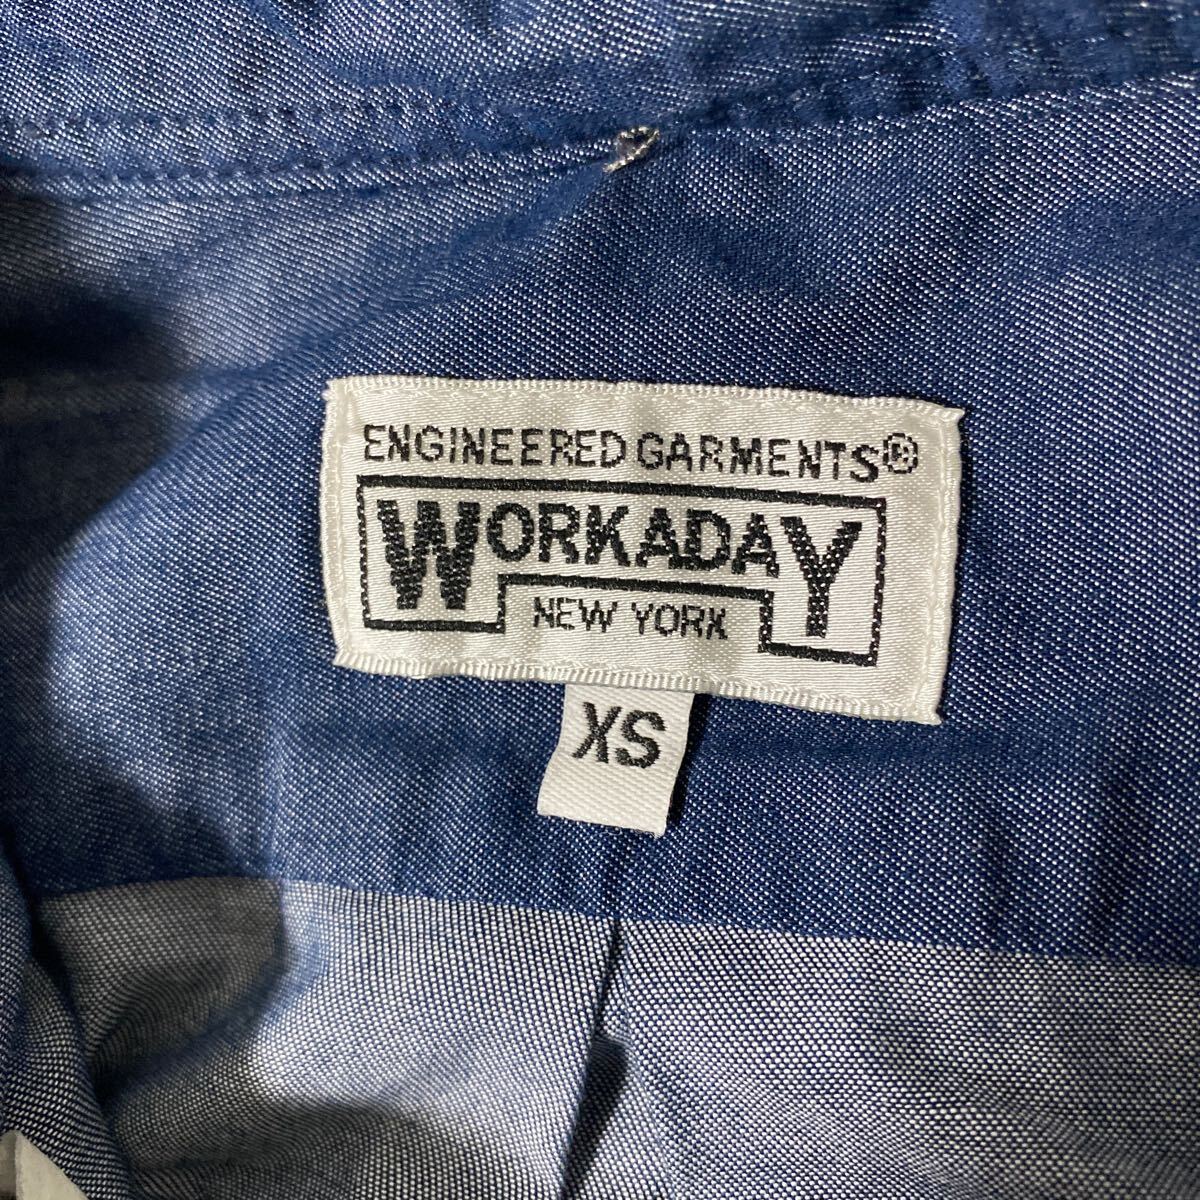 ENGINEERED GARMENTS®
WORKADAY
NEW YORK
XS